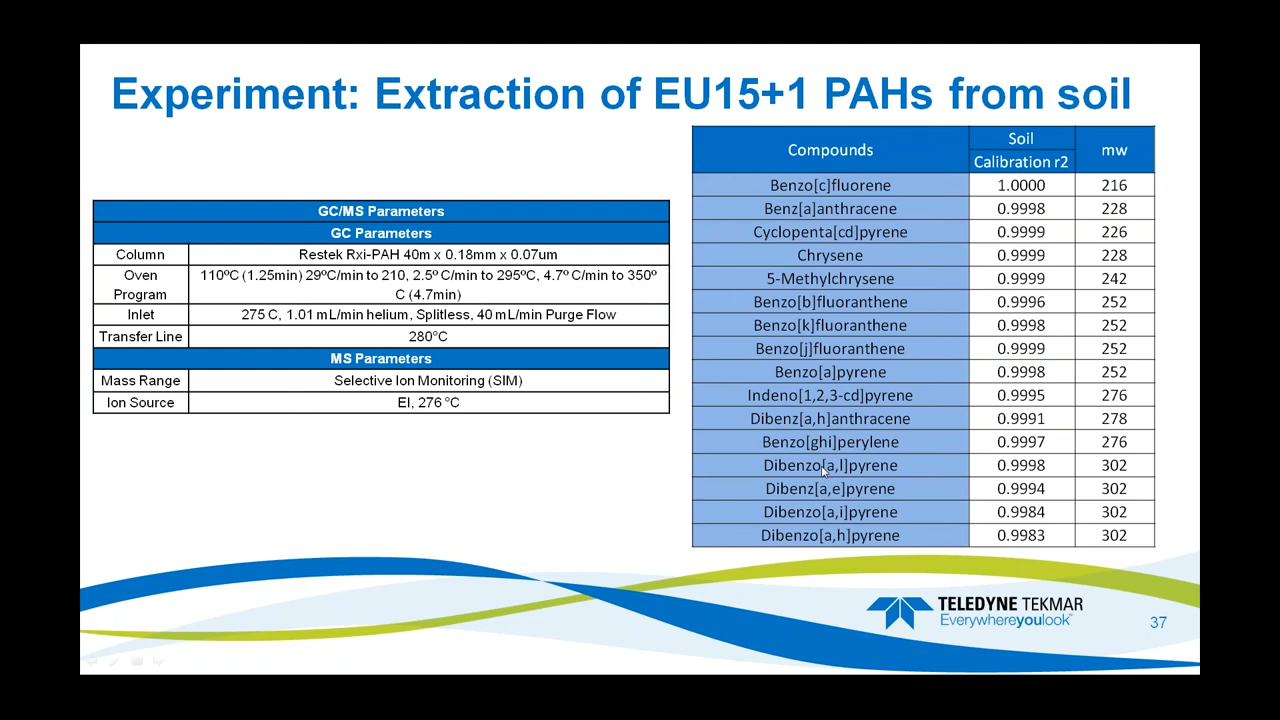 Experiment: Extraction of EU15+1 PAHs from soil
GC/MS Parameters
GC Parameters
Column Restek Rxi-PAH 40m x 0.18mm x 0.07um
Oven Program 110ºC (1.25min) 29ºC/min to 210, 2.5º C/min to 295ºC, 4.7º C/min to 350º
C (4.7min)
Inlet 275 C, 1.01 mL/min helium, Splitless, 40 mL/min Purge Flow
Transfer Line 280°C
MS Parameters
Mass Range Selective Ion Monitoring (SIM)
Ion Source EI, 276 °C
Compounds Soil mw
Calibration r2
Benzo[c]fluorene 1.0000 216
Benz[a]anthracene 0.9998 228
Cyclopenta[cd]pyrene 0.9999 226
Chrysene 0.9999 228
5-Methylchrysene 0.9999 242
Benzo[b]fluoranthene 0.9996 252
Benzo[k]fluoranthene 0.9998 252
Benzo[j]fluoranthene 0.9999 252
Benzo[a]pyrene 0.9998 252
Indeno[1,2,3-cd]pyrene 0.9995 276
Dibenz[a,h]anthracene 0.9991 278
Benzo[ghi]perylene 0.9997 276
Dibenzo[a,l]pyrene 0.9998 302
Dibenz[a,e]pyrene 0.9994 302
Dibenzo[a,i]pyrene 0.9984 302
Dibenzo[a,h]pyrene 0.9983 302
TELEDYNE TEKMAR
Everywhereyoulook™
37